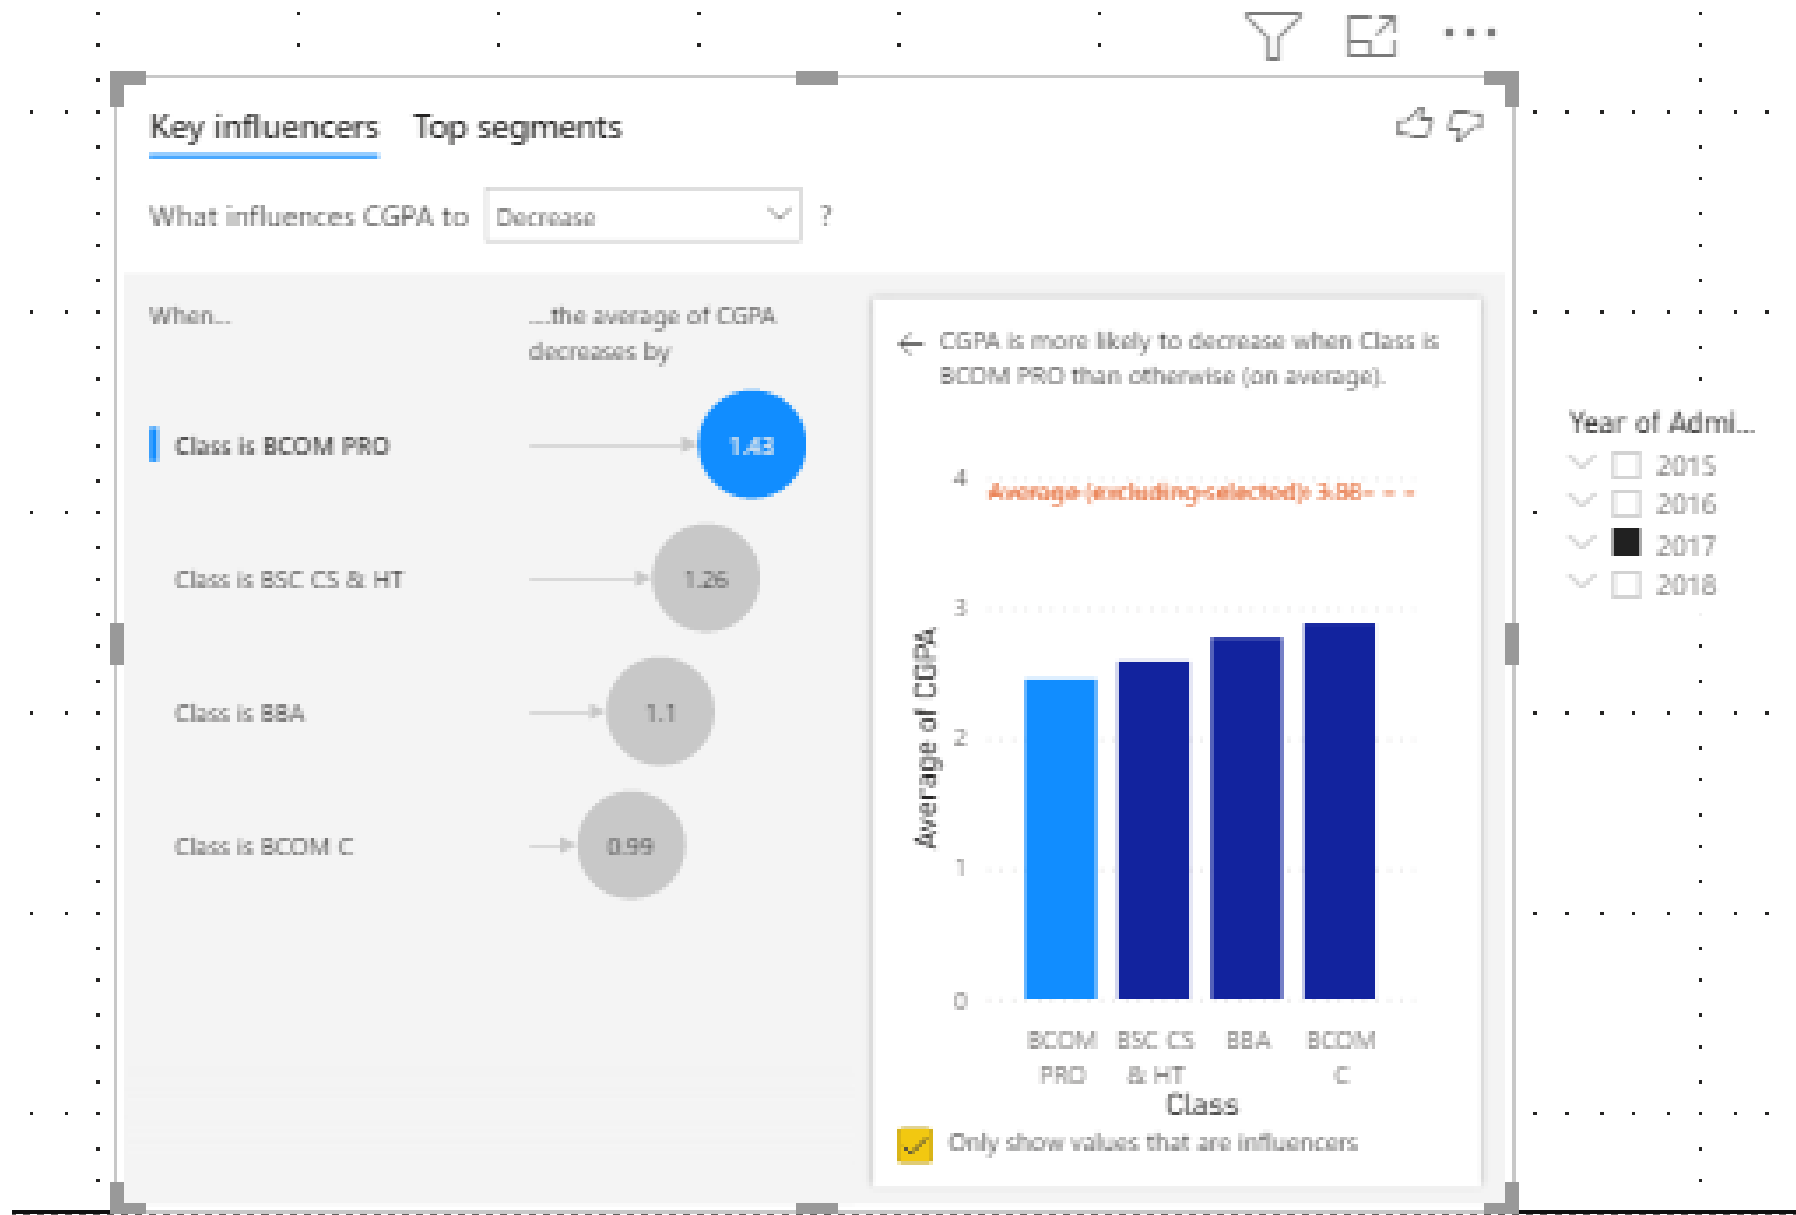 Key influencers Top segments
What influences CGPA to Decrease ?
When...
....the average of CGPA
decreases by
Class is BCOM PRO 1.43
Class is BSC CS & HT 1.26
Class is BBA 1.1
Class is BCOM C 0.99
← CGPA is more likely to decrease when Class is
BCOM PRO than otherwise (on average).
Average (excluding selected): 3.88
4
3
2
1
0
Average of CGPA
BCOM PRO
BSC CS & HT
BBA
BCOM C
Class
Only show values that are influencers
Year of Admi...
2015
2016
2017
2018